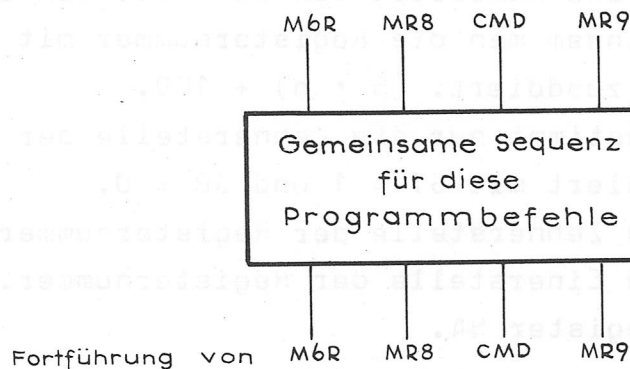 M6R MR8 CMD MR9
Gemeinsame Sequenz
für diese
Programmbefehle
Fortführung von M6R MR8 CMD MR9